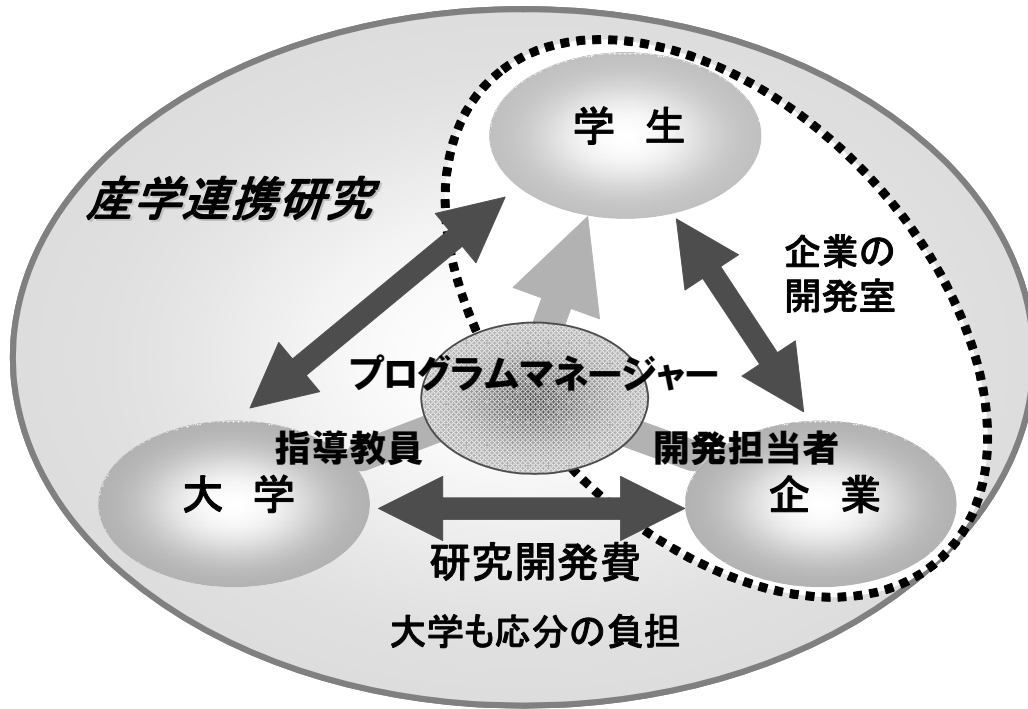 学 生
産学連携研究
企業の
開発室
プログラムマネージャー
指導教員
開発担当者
大 学
企 業
研究開発費
大学も応分の負担